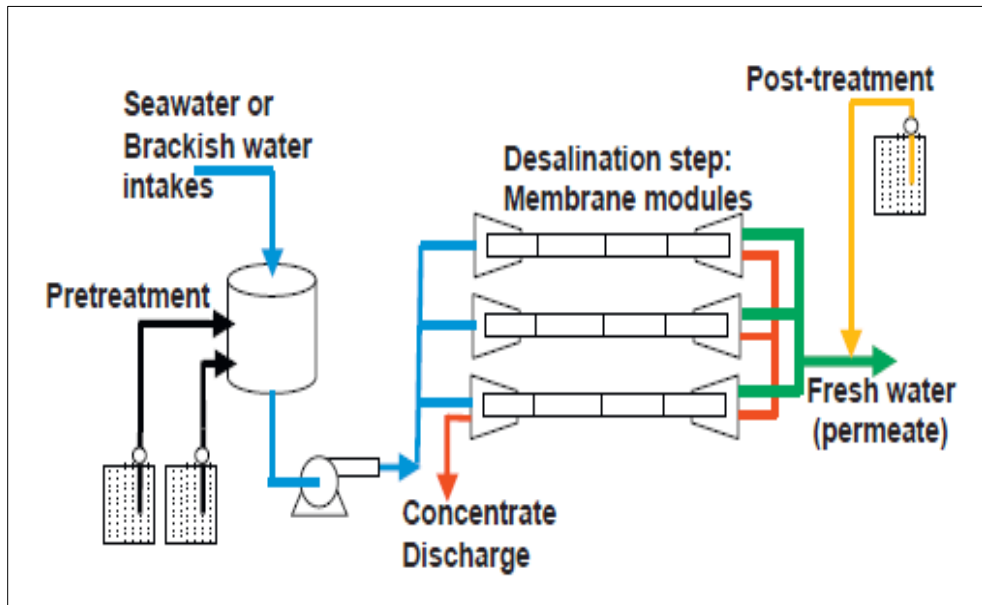 Seawater or
Brackish water
intakes
Pretreatment
Desalination step:
Membrane modules
Post-treatment
Fresh water
(permeate)
Concentrate
Discharge